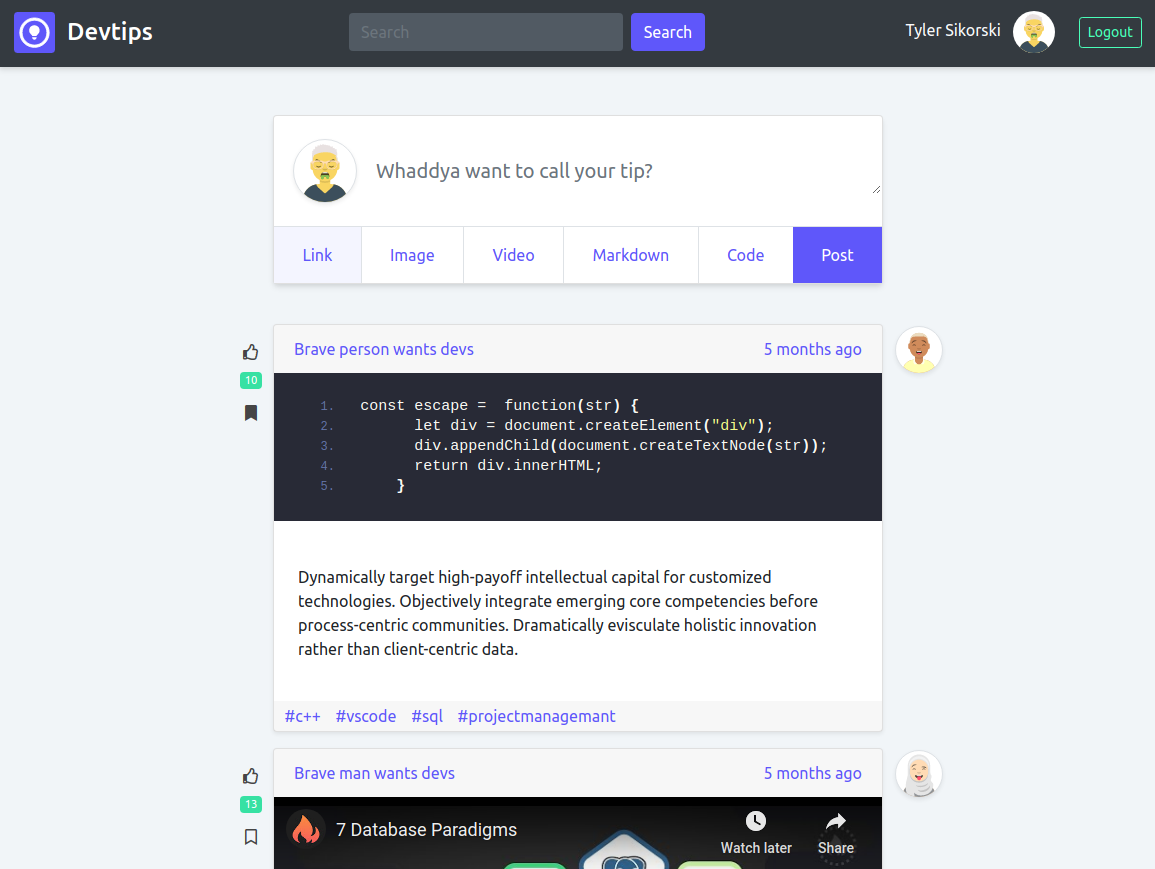 Devtips
Search
Search
Tyler Sikorski
Logout
Whaddya want to call your tip?
Link
Image
Video
Markdown
Code
Post
Brave person wants devs
5 months ago
10
1. const escape =  function(str) {
2.       let div = document.createElement("div");
3.       div.appendChild(document.createTextNode(str));
4.       return div.innerHTML;
5.     }
Dynamically target high-payoff intellectual capital for customized
technologies. Objectively integrate emerging core competencies before
process-centric communities. Dramatically evisculate holistic innovation
rather than client-centric data.
#c++ #vscode #sql #projectmanagemant
Brave man wants devs
5 months ago
13
7 Database Paradigms
Watch later
Share